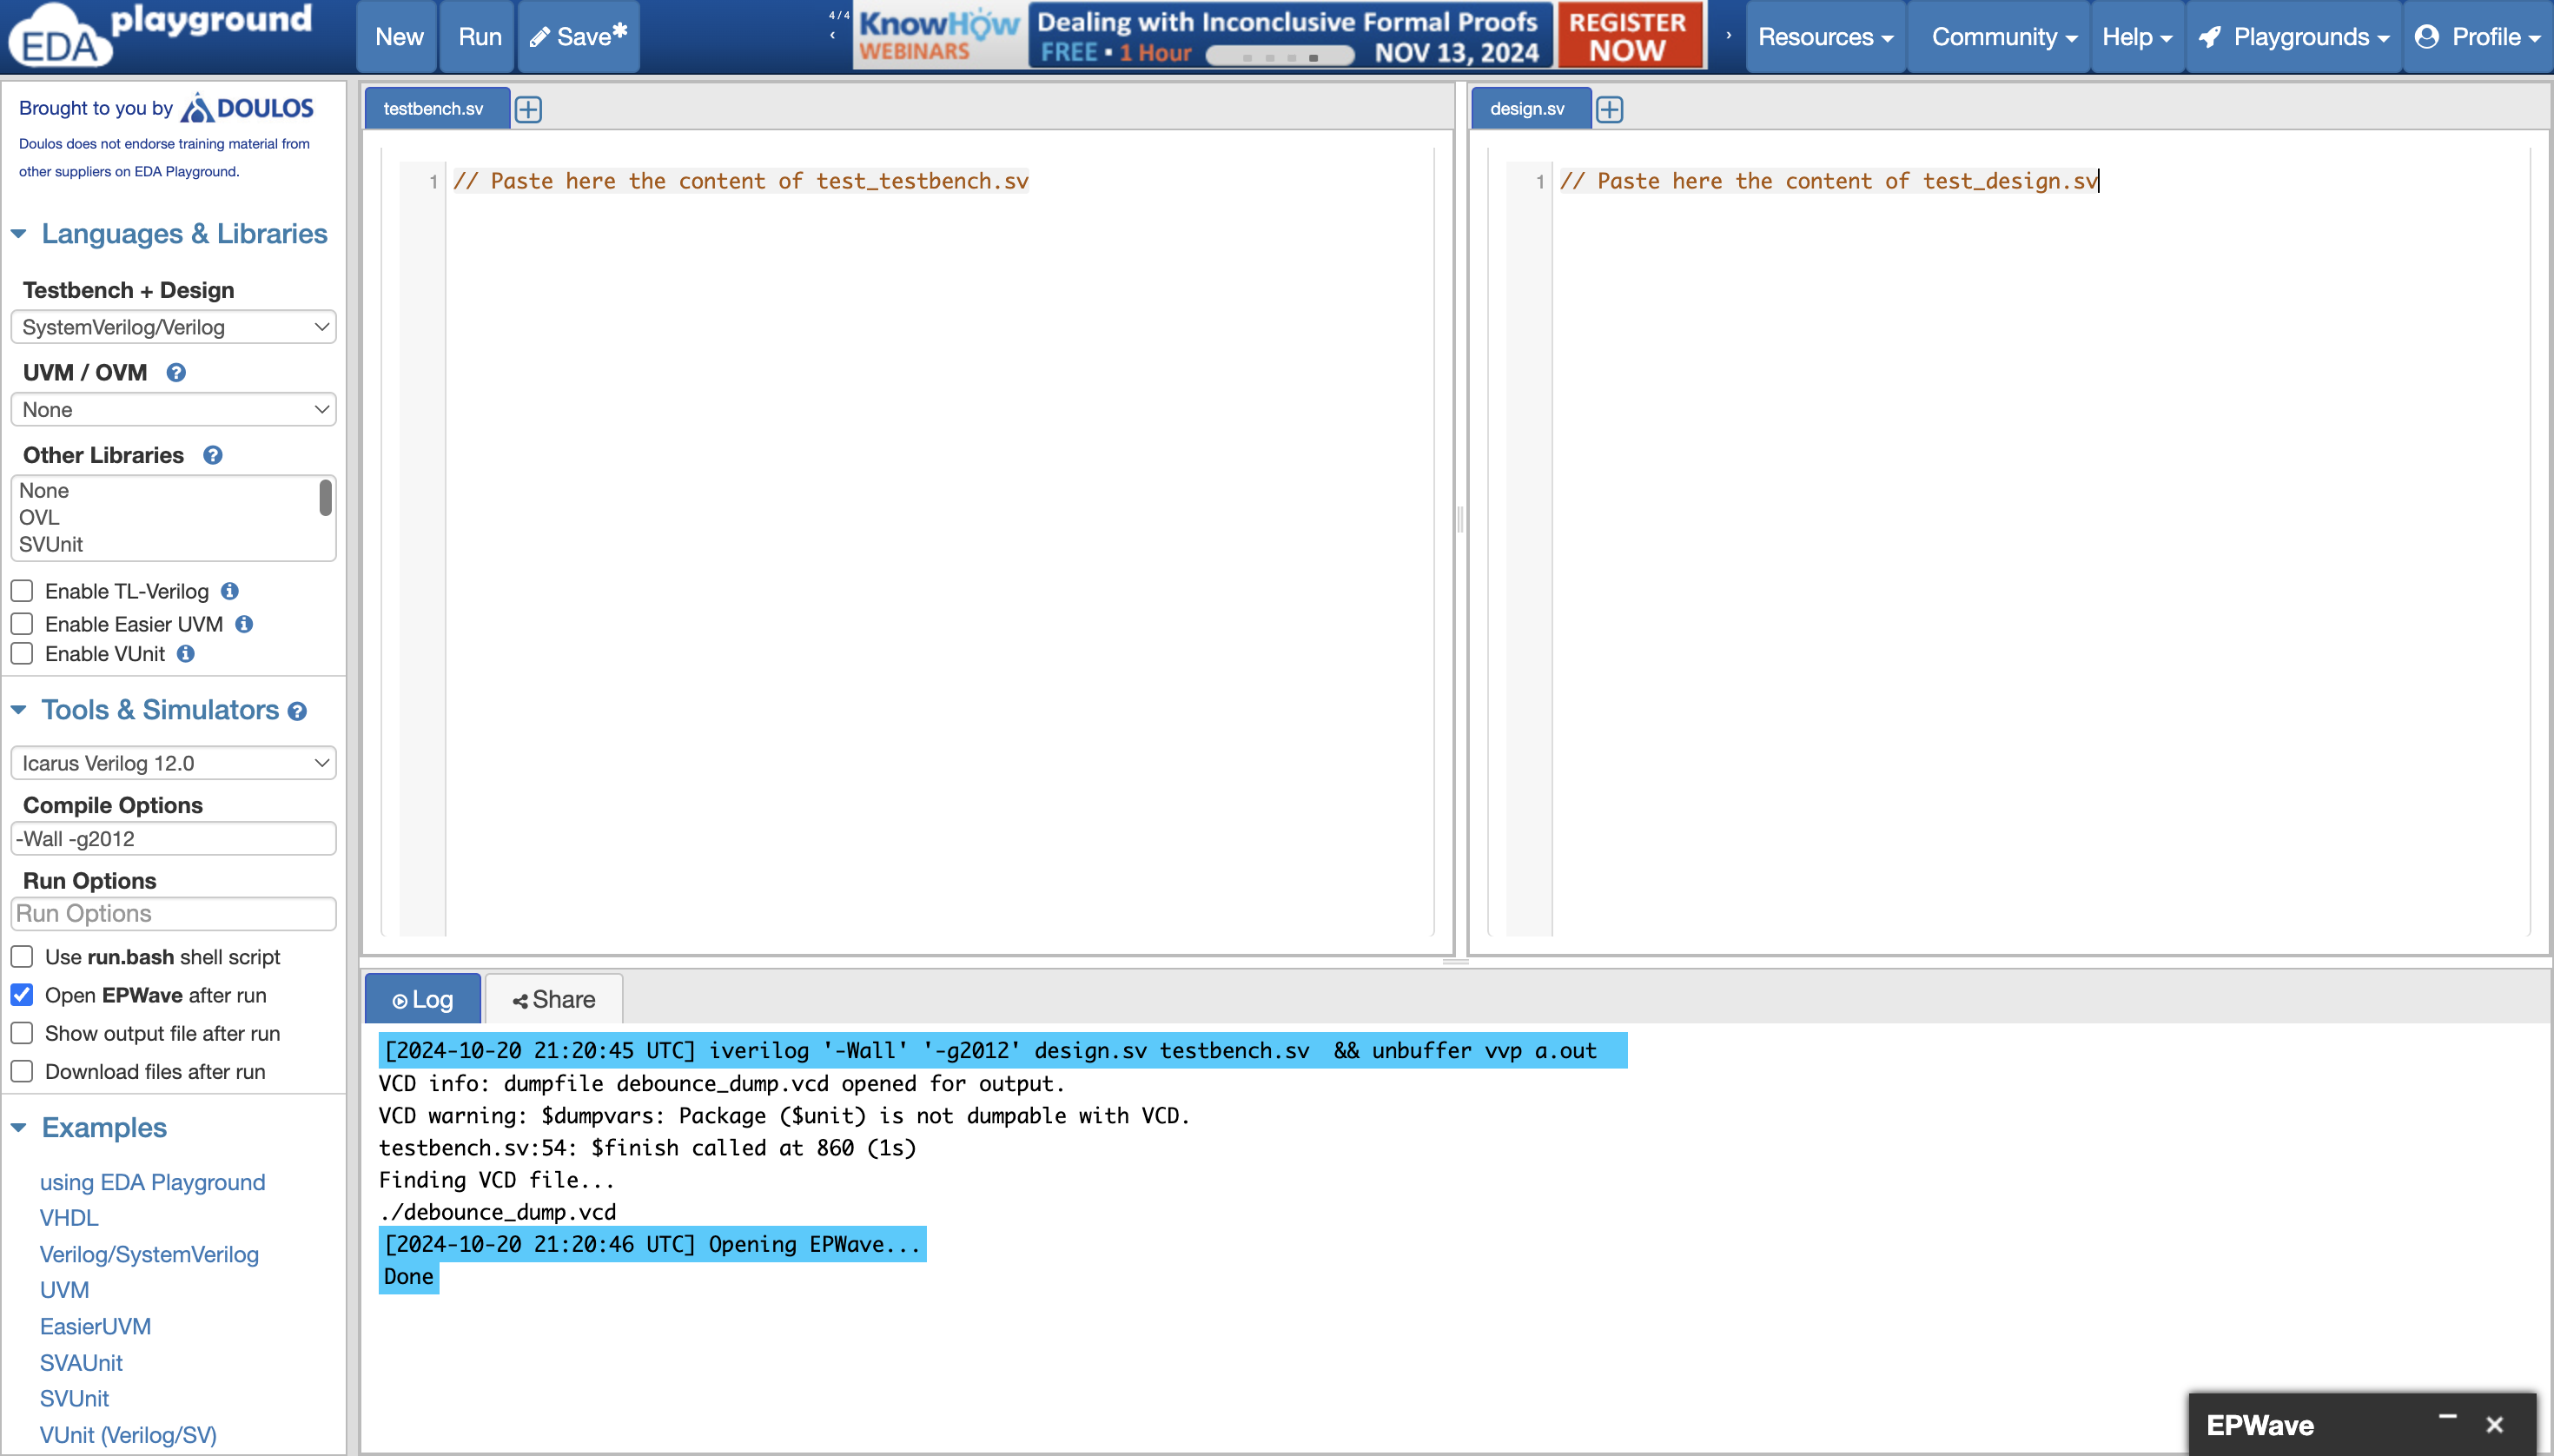 EDA playground
New
Run
Save*
4/4
‹
KnowHow
WEBINARS
Dealing with Inconclusive Formal Proofs
FREE ▪ 1 Hour
NOV 13, 2024
REGISTER
NOW
›
Resources
Community
Help
Playgrounds
Profile
Brought to you by DOULOS
Doulos does not endorse training material from
other suppliers on EDA Playground.
Languages & Libraries
Testbench + Design
SystemVerilog/Verilog
UVM / OVM ?
None
Other Libraries ?
None
OVL
SVUnit
Enable TL-Verilog i
Enable Easier UVM i
Enable VUnit i
Tools & Simulators ?
Icarus Verilog 12.0
Compile Options
-Wall -g2012
Run Options
Run Options
Use run.bash shell script
Open EPWave after run
Show output file after run
Download files after run
Examples
using EDA Playground
VHDL
Verilog/SystemVerilog
UVM
EasierUVM
SVAUnit
SVUnit
VUnit (Verilog/SV)
testbench.sv
1 // Paste here the content of test_testbench.sv
design.sv
1 // Paste here the content of test_design.sv
Log
Share
[2024-10-20 21:20:45 UTC] iverilog '-Wall' '-g2012' design.sv testbench.sv  && unbuffer vvp a.out
VCD info: dumpfile debounce_dump.vcd opened for output.
VCD warning: $dumpvars: Package ($unit) is not dumpable with VCD.
testbench.sv:54: $finish called at 860 (1s)
Finding VCD file...
./debounce_dump.vcd
[2024-10-20 21:20:46 UTC] Opening EPWave...
Done
EPWave